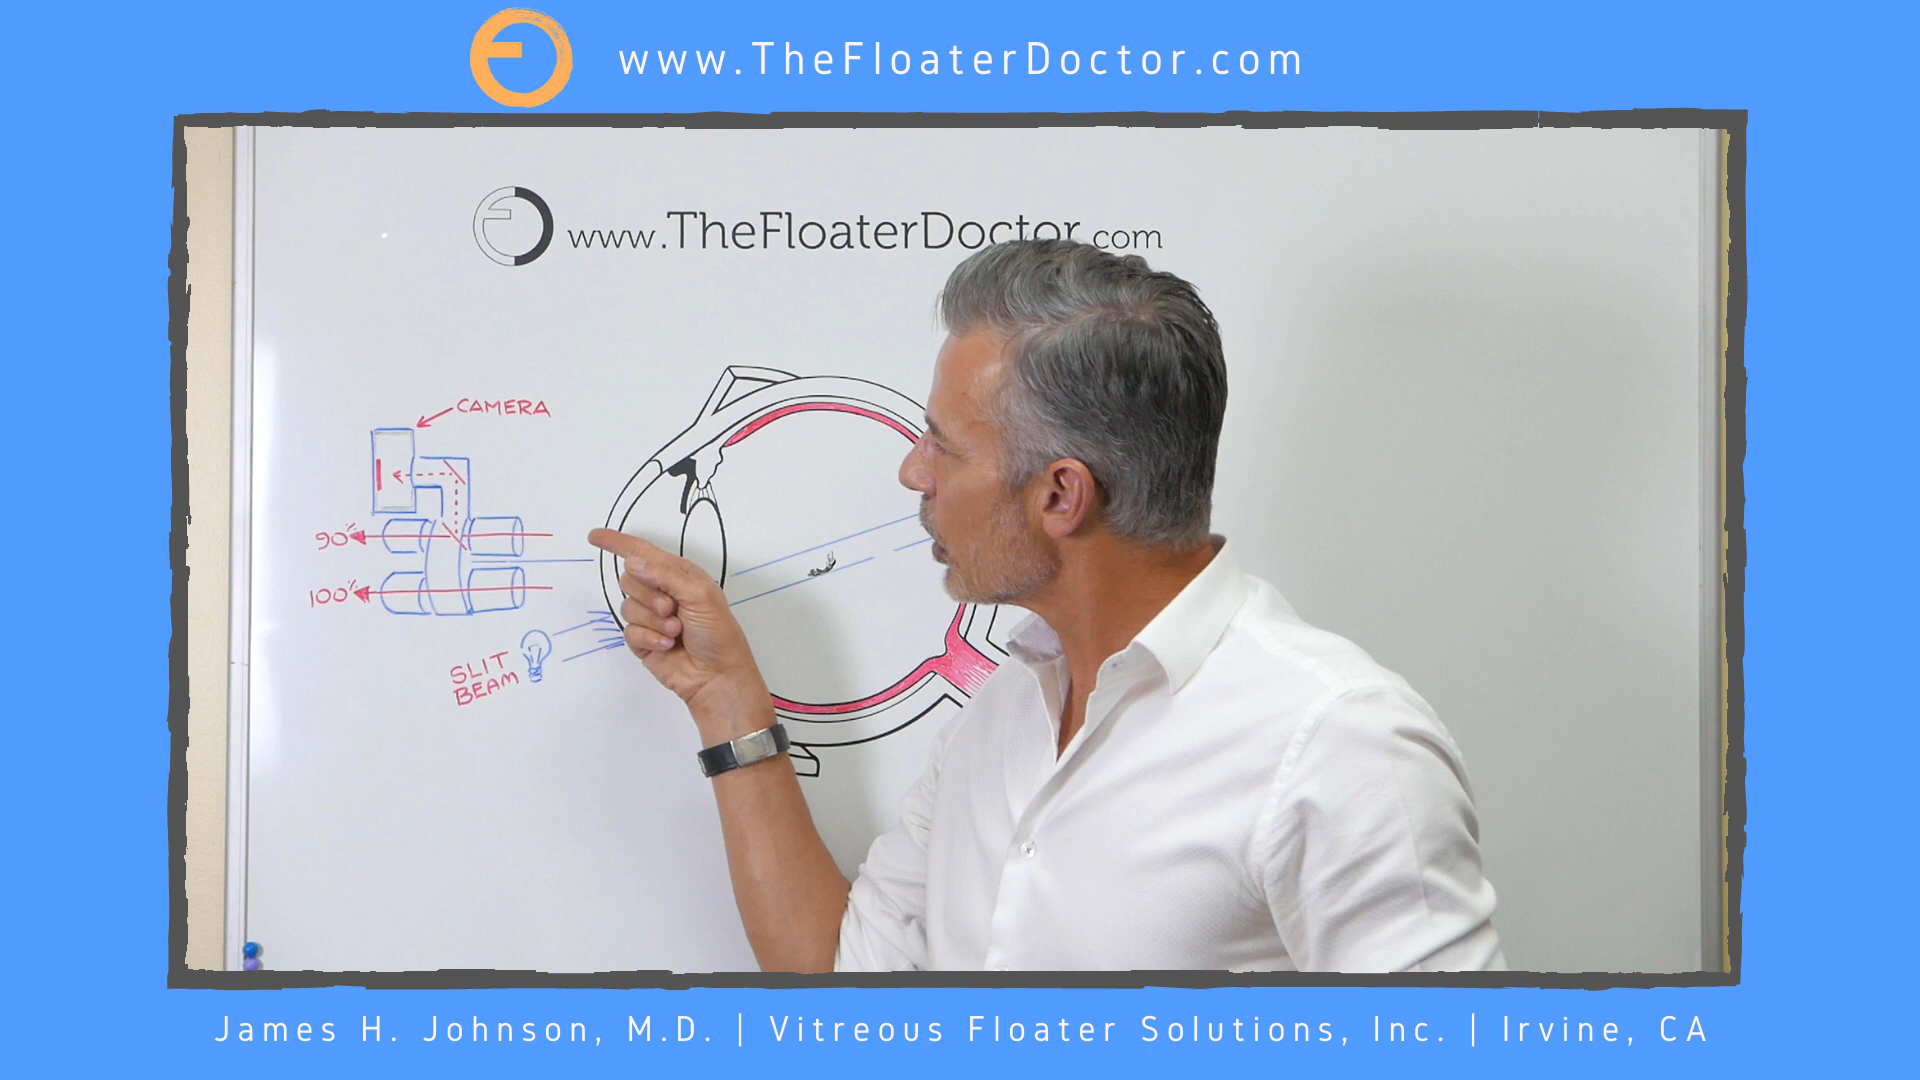 www.TheFloaterDoctor.com
www.TheFloaterDoctor.com
CAMERA
90%
100%
SLIT
BEAM
James H. Johnson, M.D. | Vitreous Floater Solutions, Inc. | Irvine, CA